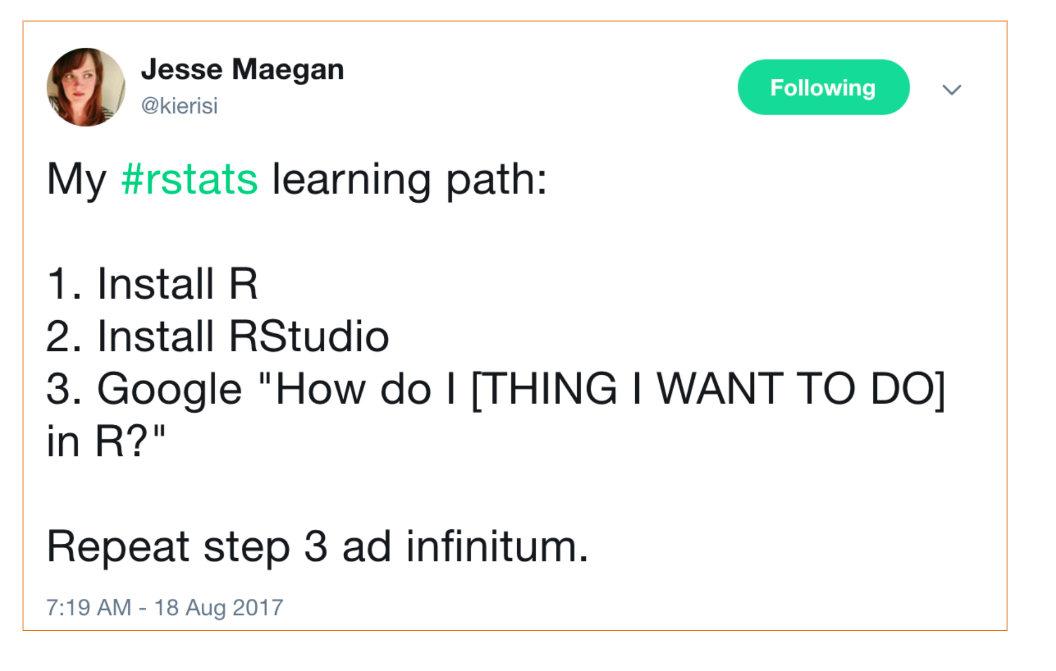 Jesse Maegan
@kierisi
Following
My #rstats learning path:
1. Install R
2. Install RStudio
3. Google "How do I [THING I WANT TO DO]
in R?"
Repeat step 3 ad infinitum.
7:19 AM - 18 Aug 2017